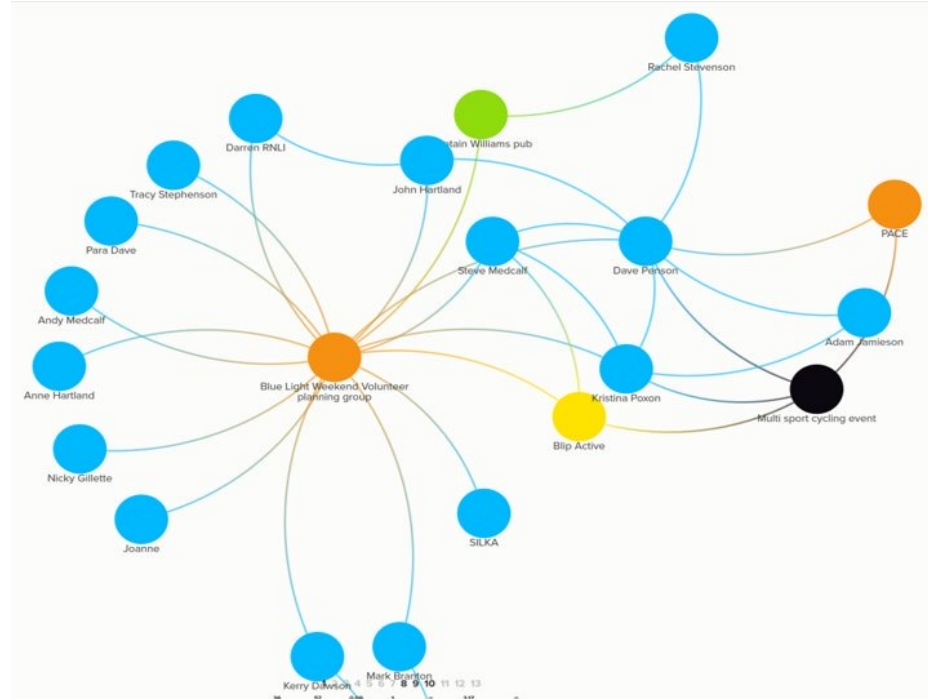 Rachel Stevenson
tain Williams pub
Darren RNLI
John Hartland
Tracy Stephenson
PACE
Para Dave
Steve Medcalf
Dave Penson
Andy Medcalf
Adam Jamieson
Anne Hartland
Blue Light Weekend Volunteer
planning group
Kristina Poxon
Multi sport cycling event
Blip Active
Nicky Gillette
Joanne
SILKA
Mark Branton
Kerry Dawson
5 6 7 8 9 10 11 12 13